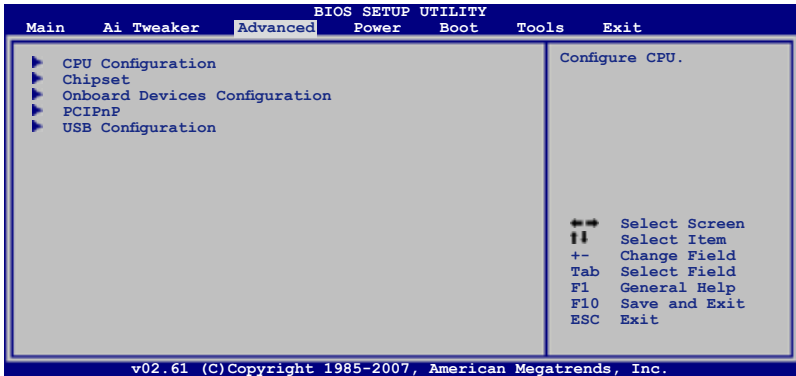 BIOS SETUP UTILITY
Main Ai Tweaker Advanced Power Boot Tools Exit
CPU Configuration
Chipset
Onboard Devices Configuration
PCIPnP
USB Configuration
Configure CPU.
←→ Select Screen
↑↓ Select Item
+- Change Field
Tab Select Field
F1 General Help
F10 Save and Exit
ESC Exit
v02.61 (C)Copyright 1985-2007, American Megatrends, Inc.